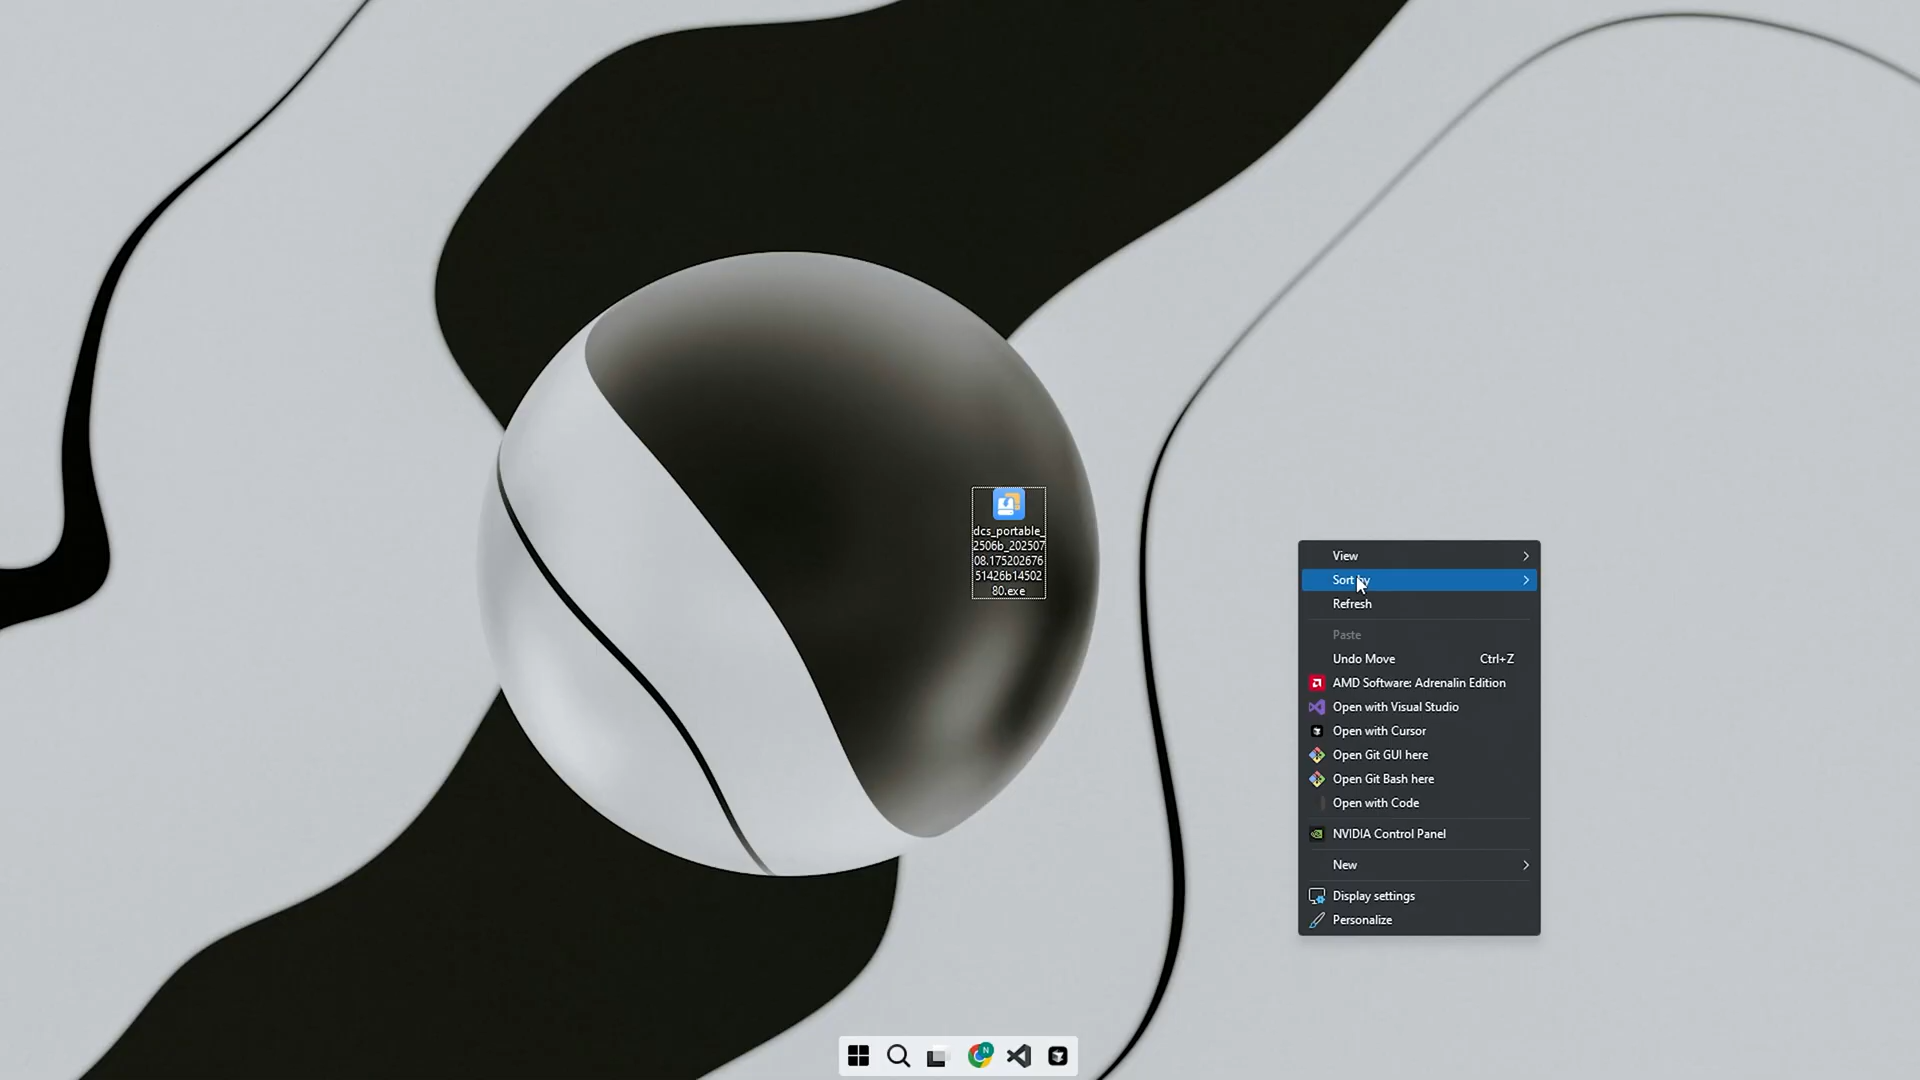 dcs_portable_
2506b_202507
08.175202676
51426b14502
80.exe
View
Sort by
Refresh
Paste
Undo Move Ctrl+Z
AMD Software: Adrenalin Edition
Open with Visual Studio
Open with Cursor
Open Git GUI here
Open Git Bash here
Open with Code
NVIDIA Control Panel
New
Display settings
Personalize
N